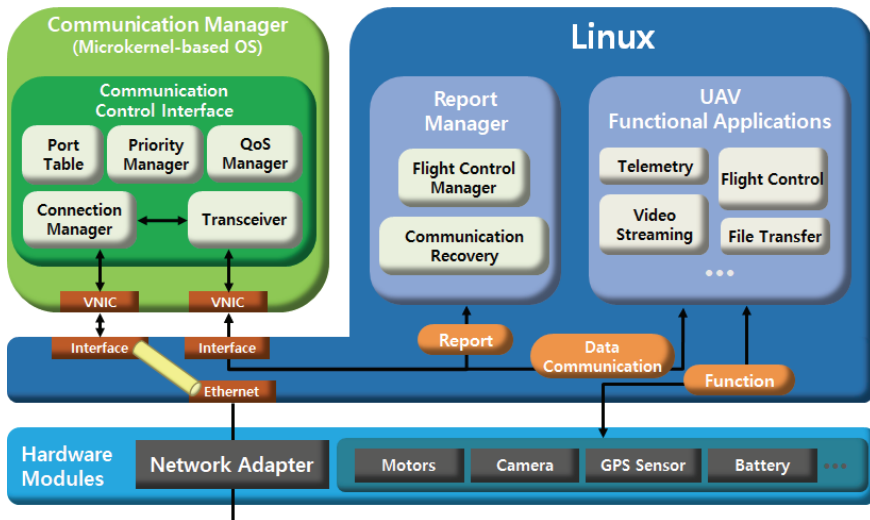 Communication Manager
(Microkernel-based OS)
Communication
Control Interface
Port
Table
Priority
Manager
QoS
Manager
Connection
Manager
Transceiver
VNIC
VNIC
Linux
Report
Manager
Flight Control
Manager
Communication
Recovery
UAV
Functional Applications
Telemetry
Flight Control
Video
Streaming
File Transfer
•••
Interface
Interface
Report
Data
Communication
Function
Ethernet
Hardware
Modules
Network Adapter
Motors
Camera
GPS Sensor
Battery
•••